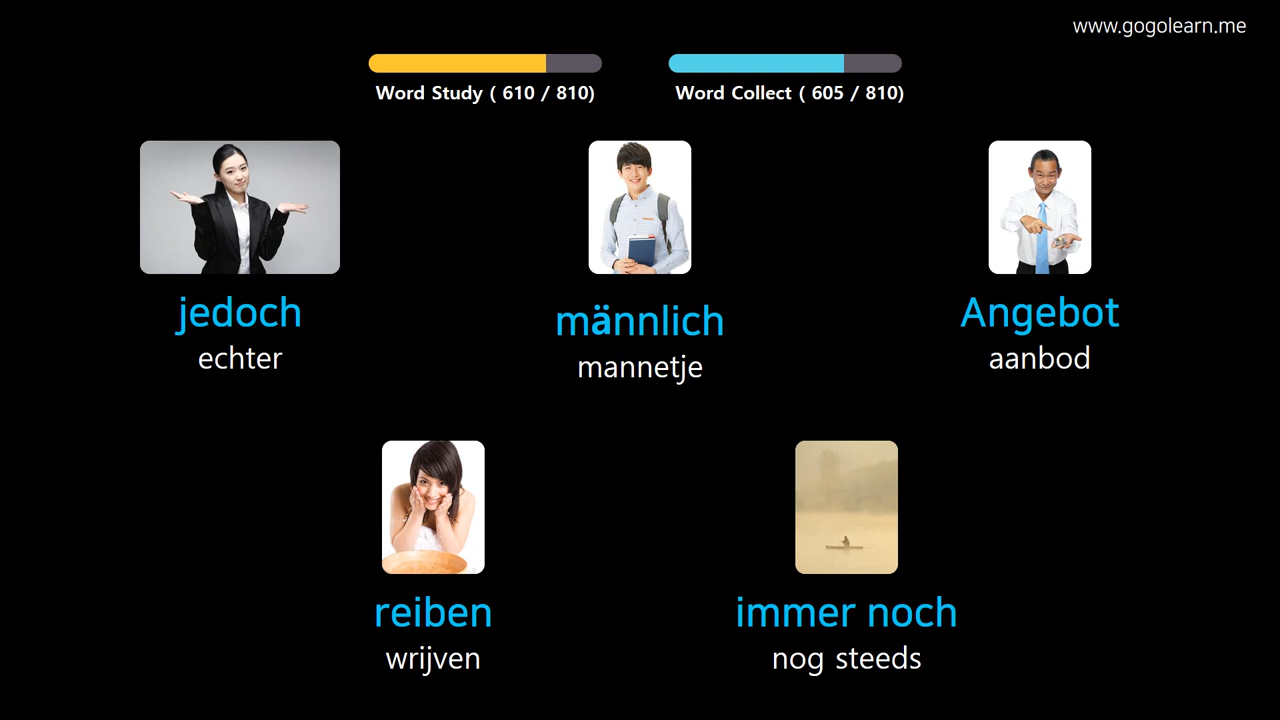 www.gogolearn.me
Word Study ( 610 / 810)
Word Collect ( 605 / 810)
jedoch
echter
männlich
mannetje
Angebot
aanbod
reiben
wrijven
immer noch
nog steeds